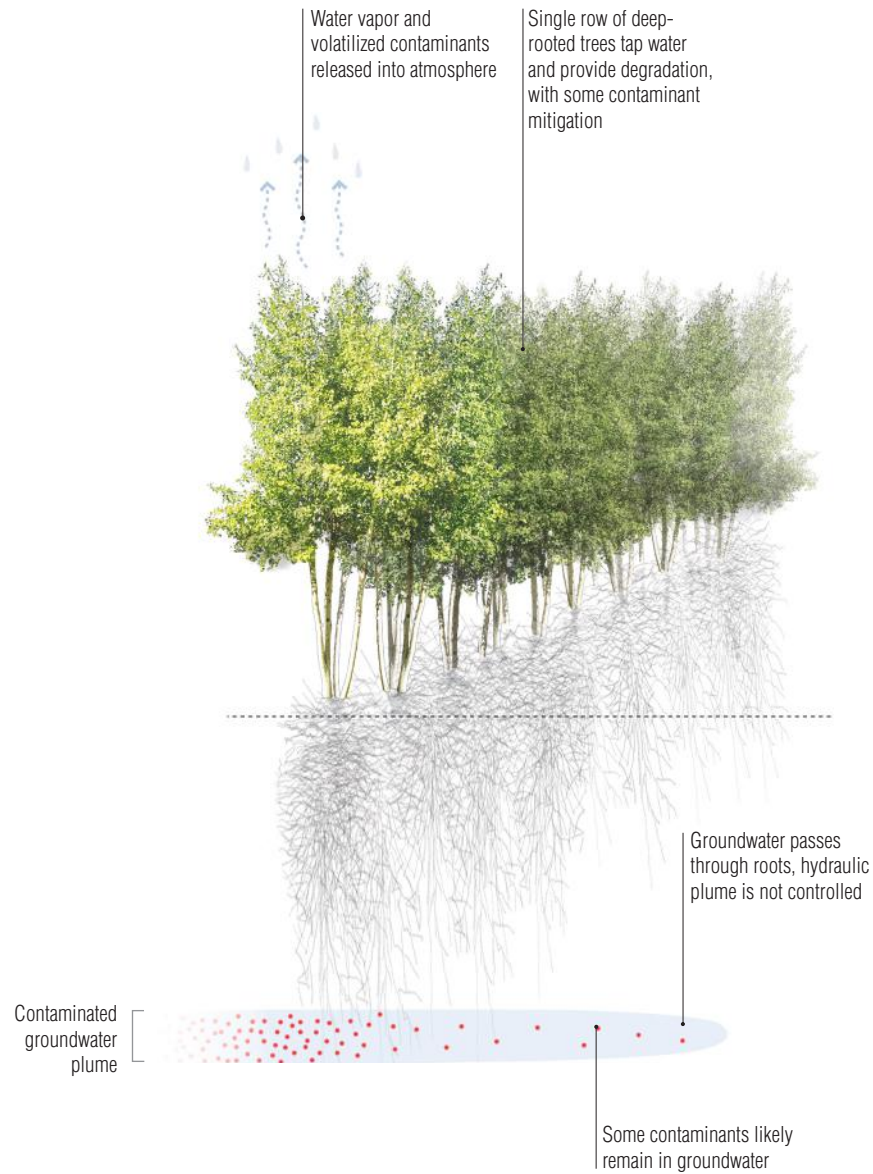 Water vapor and
volatilized contaminants
released into atmosphere
Single row of deep-
rooted trees tap water
and provide degradation,
with some contaminant
mitigation
Groundwater passes
through roots, hydraulic
plume is not controlled
Contaminated
groundwater
plume
Some contaminants likely
remain in groundwater